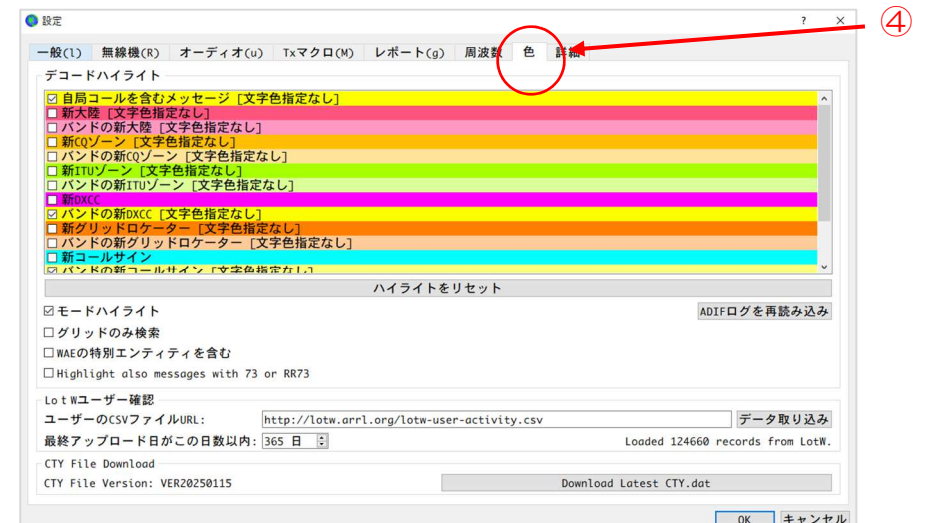 設定 ? ×
④
一般(l) 無線機(R) オーディオ(u) Txマクロ(M) レポート(g) 周波数 色 詳細
デコードハイライト
自局コールを含むメッセージ [文字色指定なし]
新大陸 [文字色指定なし]
バンドの新大陸 [文字色指定なし]
新CQゾーン [文字色指定なし]
バンドの新CQゾーン [文字色指定なし]
新ITUゾーン [文字色指定なし]
バンドの新ITUゾーン [文字色指定なし]
新DXCC
バンドの新DXCC [文字色指定なし]
新グリッドロケーター [文字色指定なし]
バンドの新グリッドロケーター [文字色指定なし]
新コールサイン
バンドの新コールサイン [文字色指定なし]
ハイライトをリセット
モードハイライト ADIFログを再読み込み
グリッドのみ検索
WAEの特別エンティティを含む
Highlight also messages with 73 or RR73
LotWユーザー確認
ユーザーのCSVファイルURL: http://lotw.arrl.org/lotw-user-activity.csv データ取り込み
最終アップロード日がこの日数以内: 365 日 Loaded 124660 records from LotW.
CTY File Download
CTY File Version: VER20250115 Download Latest CTY.dat
OK キャンセル